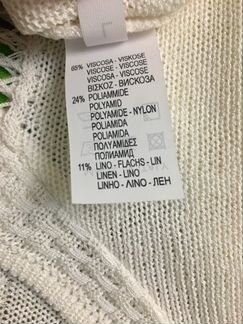 65% VISCOSA - VISKOSE
VISCOSE - VISCOSE
VISCOSA - VISCOSE
ΒΙΣΚΟΖ - ВИСКОЗА
24% POLIAMMIDE
POLYAMID
POLYAMIDE - NYLON
POLIAMIDA
POLIAMIDA
ΠΟΛΥΑΜΙΔΕΣ
ПОЛИАМИД
11% LINO - FLACHS - LIN
LINEN - LINO
LINHO - ΛΙΝΟ - ЛЕН